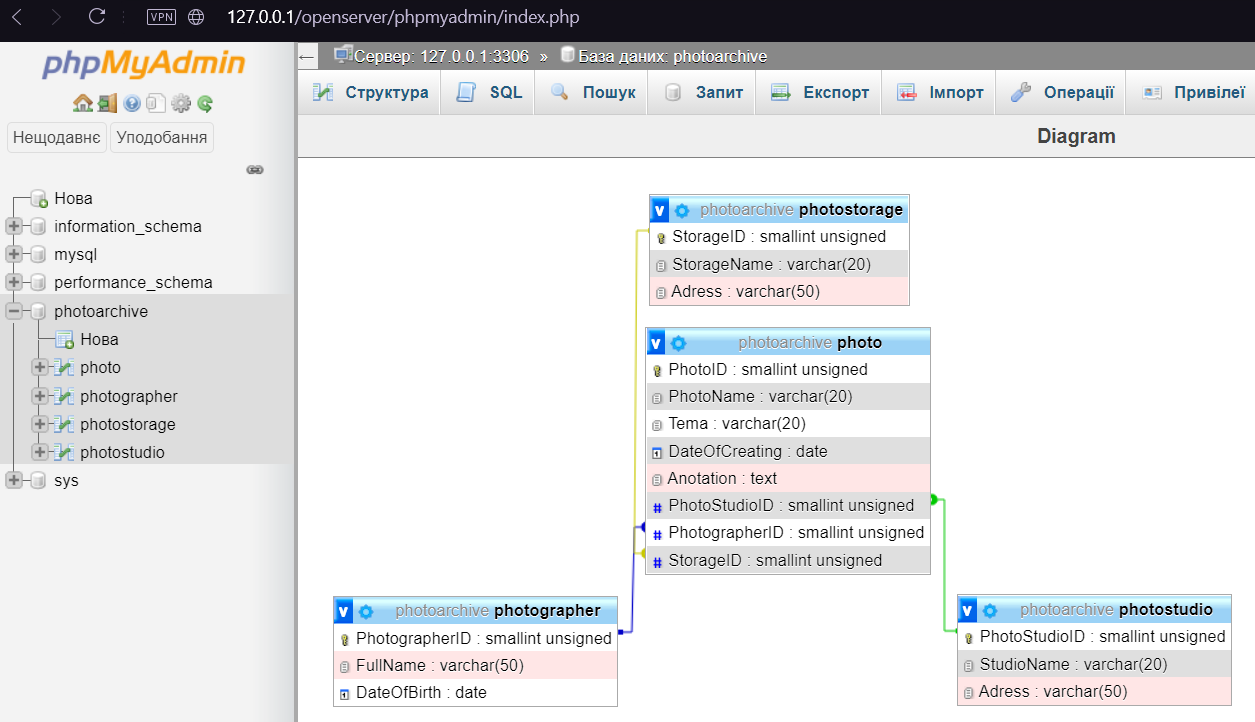 VPN 127.0.0.1/openserver/phpmyadmin/index.php
phpMyAdmin
Нещодавнє Уподобання
Нова
information_schema
mysql
performance_schema
photoarchive
Нова
photo
photographer
photostorage
photostudio
sys
Сервер: 127.0.0.1:3306 » База даних: photoarchive
Структура SQL Пошук Запит Експорт Імпорт Операції Привілеї
Diagram
v photoarchive photostorage
StorageID : smallint unsigned
StorageName : varchar(20)
Adress : varchar(50)
v photoarchive photo
PhotoID : smallint unsigned
PhotoName : varchar(20)
Tema : varchar(20)
DateOfCreating : date
Anotation : text
# PhotoStudioID : smallint unsigned
# PhotographerID : smallint unsigned
# StorageID : smallint unsigned
v photoarchive photographer
PhotographerID : smallint unsigned
FullName : varchar(50)
DateOfBirth : date
v photoarchive photostudio
PhotoStudioID : smallint unsigned
StudioName : varchar(20)
Adress : varchar(50)